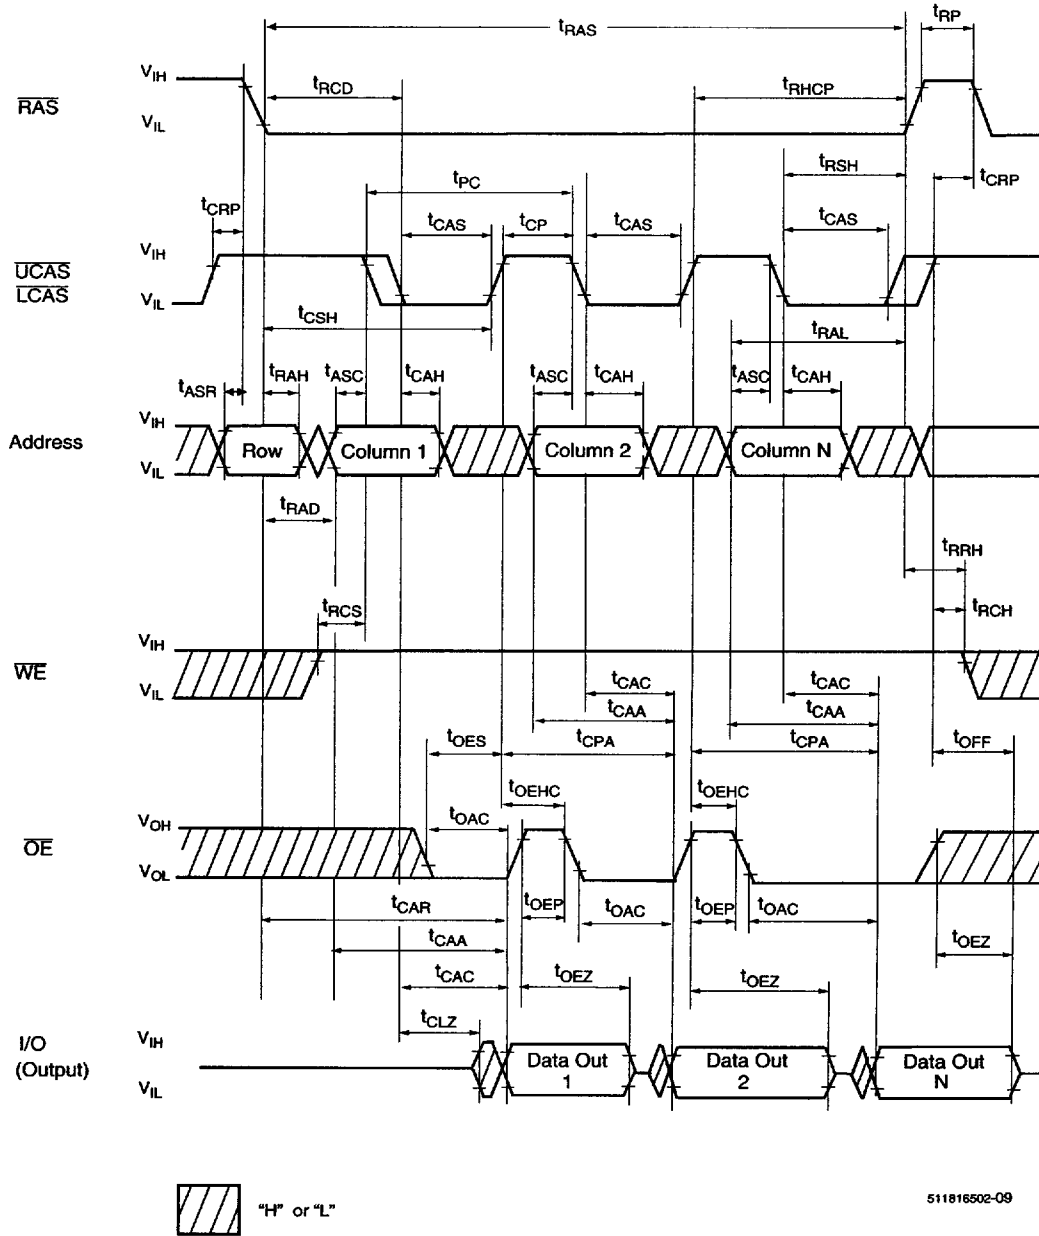 tRAS
tRP
VIH
RAS
VIL
tRCD
tRHCP
tRSH
tCRP
tPC
tCRP
tCAS
tCP
tCAS
tCAS
VIH
UCAS
LCAS
VIL
tCSH
tRAL
tASR
tRAH
tASC
tCAH
tASC
tCAH
tASC
tCAH
VIH
Address
VIL
Row
Column 1
Column 2
Column N
tRAD
tRRH
tRCS
tRCH
VIH
WE
VIL
tCAC
tCAC
tCAA
tCAA
tOES
tCPA
tCPA
tOFF
tOEHC
tOEHC
VOH
OE
VOL
tOAC
tOEP
tOAC
tOEP
tOAC
tCAR
tCAA
tOEZ
tCAC
tOEZ
tOEZ
tCLZ
I/O
(Output)
VIH
VIL
Data Out
1
Data Out
2
Data Out
N
"H" or "L"
511816502-09